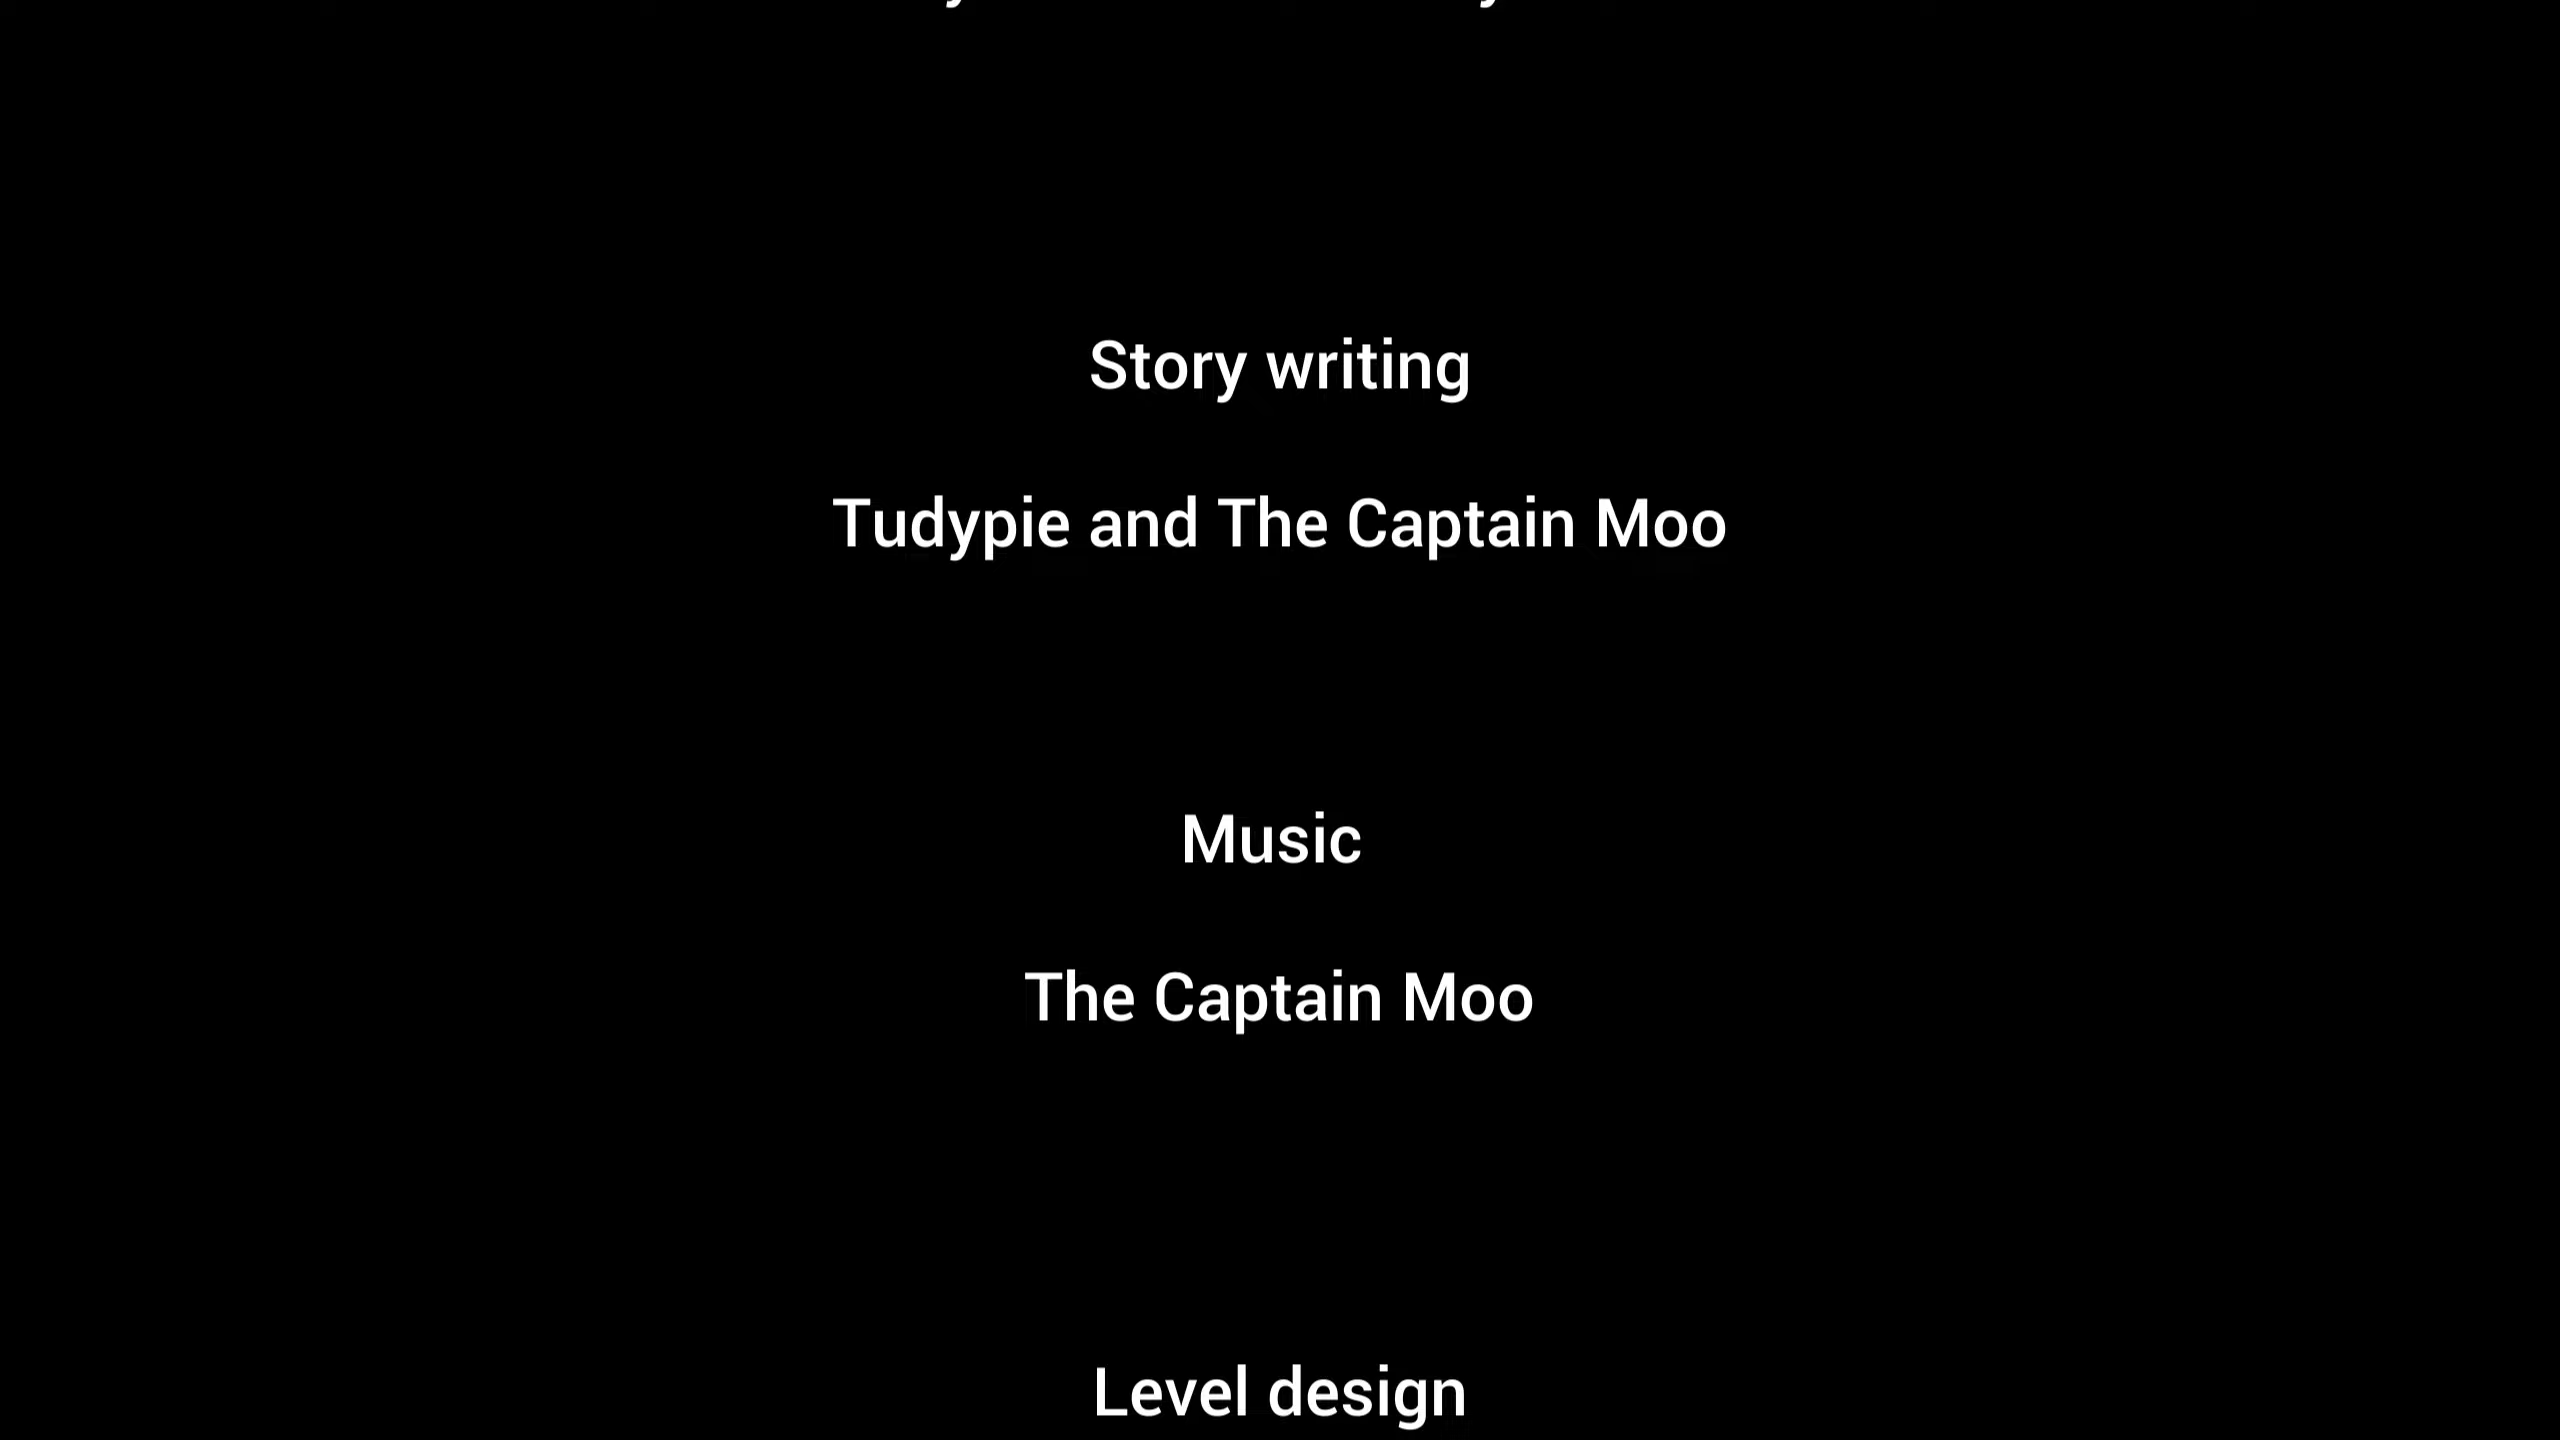 Story writing
Tudypie and The Captain Moo
Music
The Captain Moo
Level design